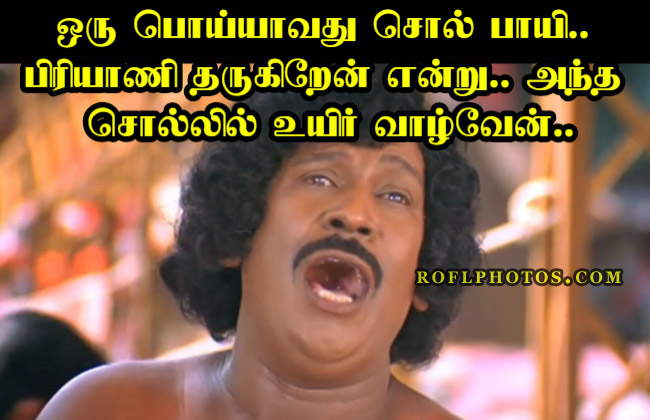 ஒரு பொய்யாவது சொல் பாயி..
பிரியாணி தருகிறேன் என்று.. அந்த
சொல்லில் உயிர் வாழ்வேன்..
ROFLPHOTOS.COM